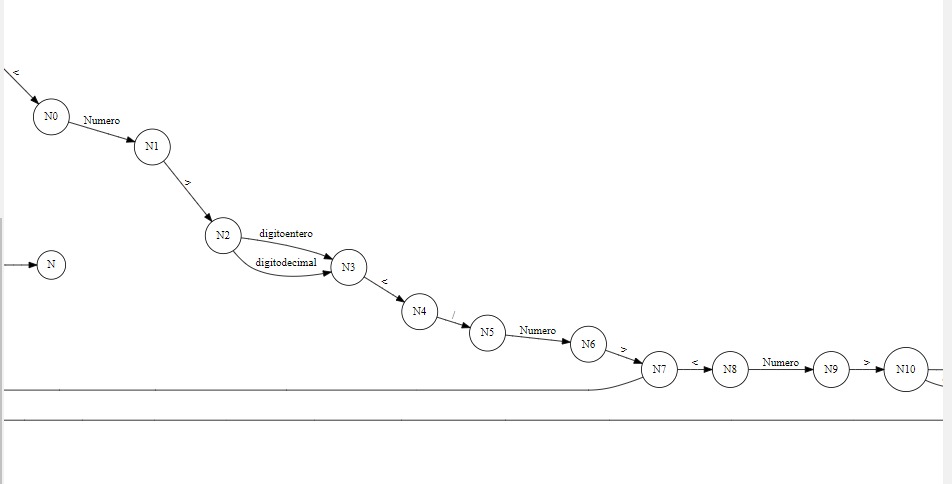 <
N0
Numero
N1
>
N2
digitoentero
digitodecimal
N3
<
N4
/
N5
Numero
N6
>
N7
<
N8
Numero
N9
>
N10
N